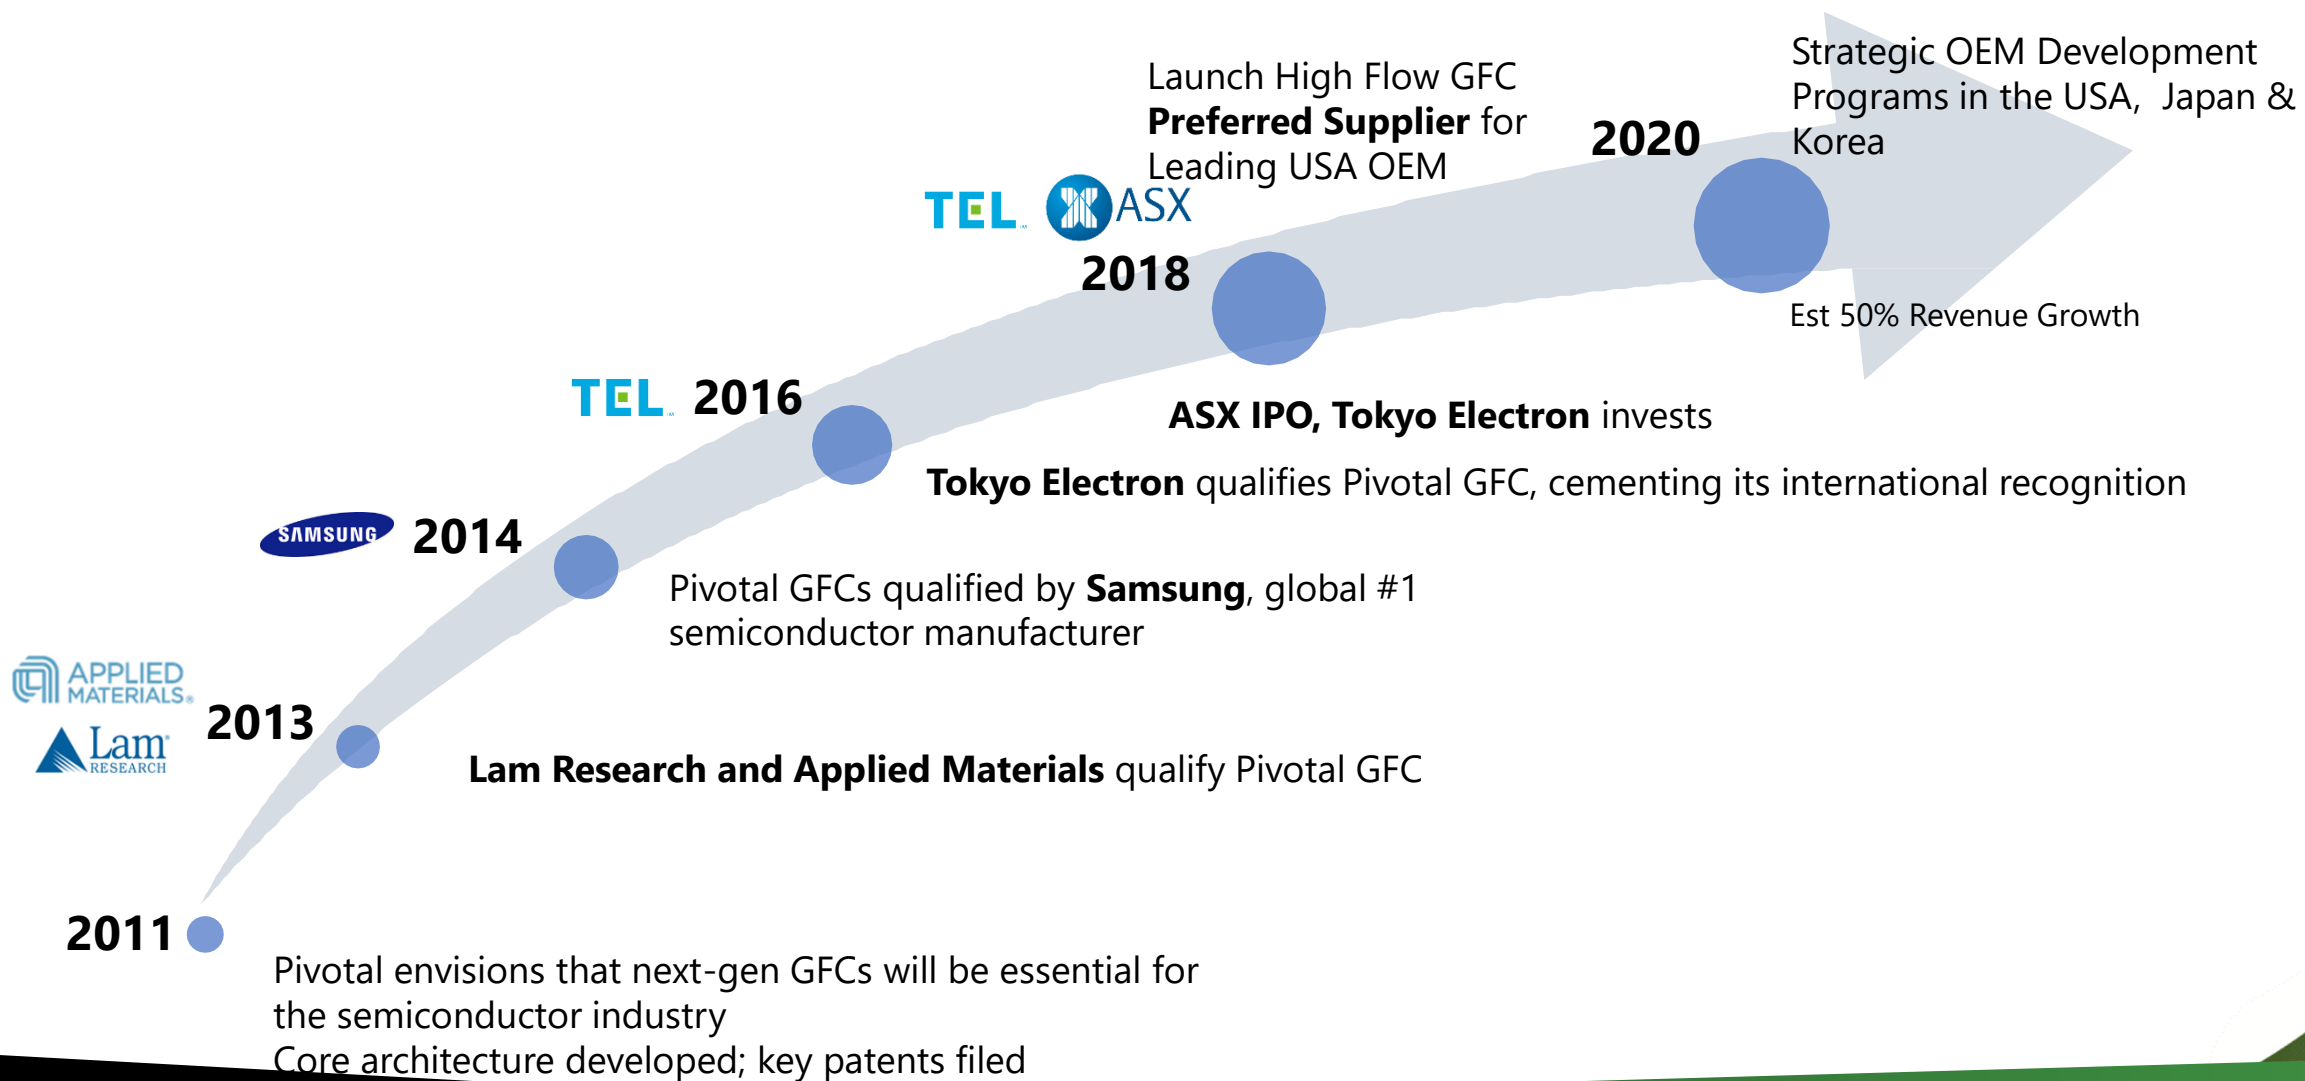 Strategic OEM Development
Programs in the USA, Japan &
Korea
2020
Est 50% Revenue Growth
Launch High Flow GFC
Preferred Supplier for
Leading USA OEM
TEL
ASX
2018
ASX IPO, Tokyo Electron invests
TEL
2016
Tokyo Electron qualifies Pivotal GFC, cementing its international recognition
SAMSUNG
2014
Pivotal GFCs qualified by Samsung, global #1
semiconductor manufacturer
APPLIED
MATERIALS®
Lam
RESEARCH
2013
Lam Research and Applied Materials qualify Pivotal GFC
2011
Pivotal envisions that next-gen GFCs will be essential for
the semiconductor industry
Core architecture developed; key patents filed